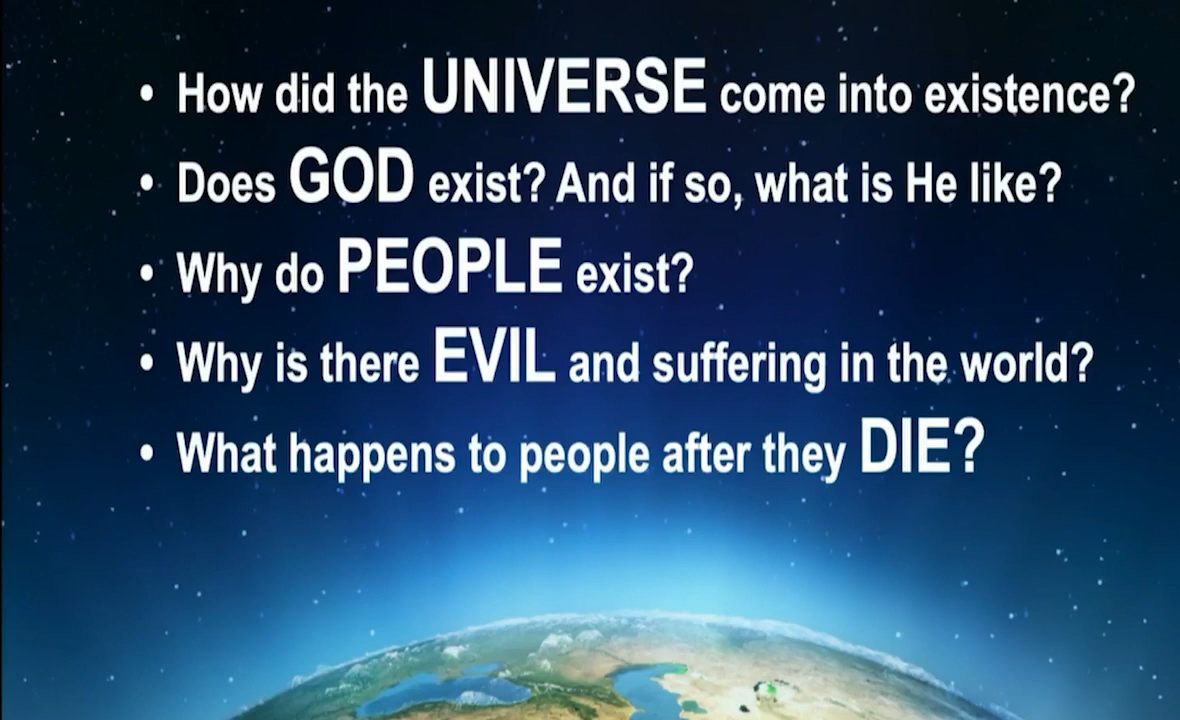 • How did the UNIVERSE come into existence?
• Does GOD exist? And if so, what is He like?
• Why do PEOPLE exist?
• Why is there EVIL and suffering in the world?
• What happens to people after they DIE?